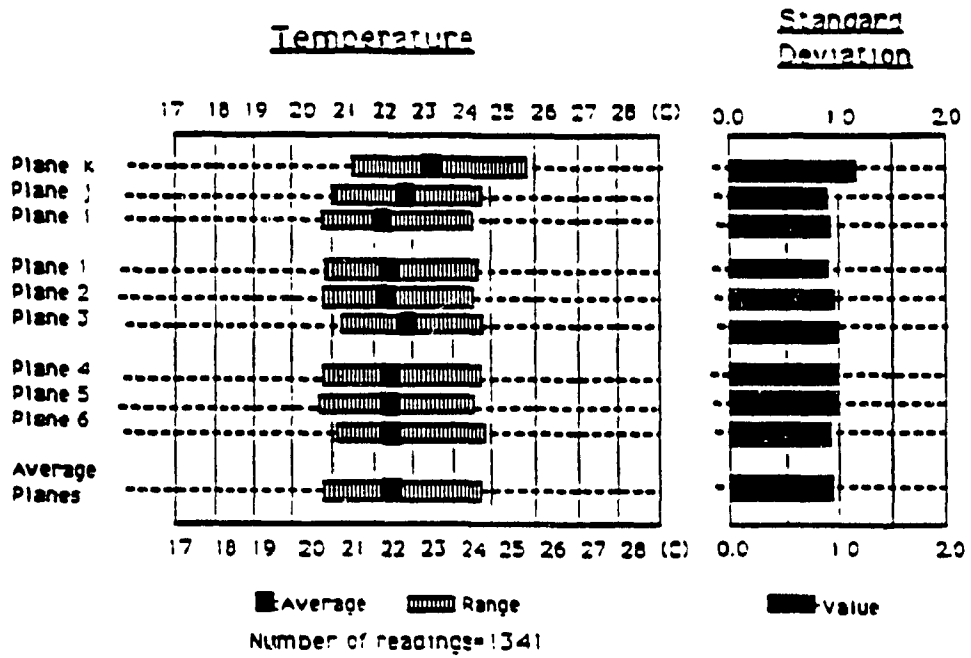 Temperature
Standard
Deviation
17 18 19 20 21 22 23 24 25 26 27 28 (C)
0.0 1.0 2.0
Plane k
Plane j
Plane i
Plane 1
Plane 2
Plane 3
Plane 4
Plane 5
Plane 6
Average
Planes
17 18 19 20 21 22 23 24 25 26 27 28 (C)
0.0 1.0 2.0
Average
Range
Value
Number of readings=1341